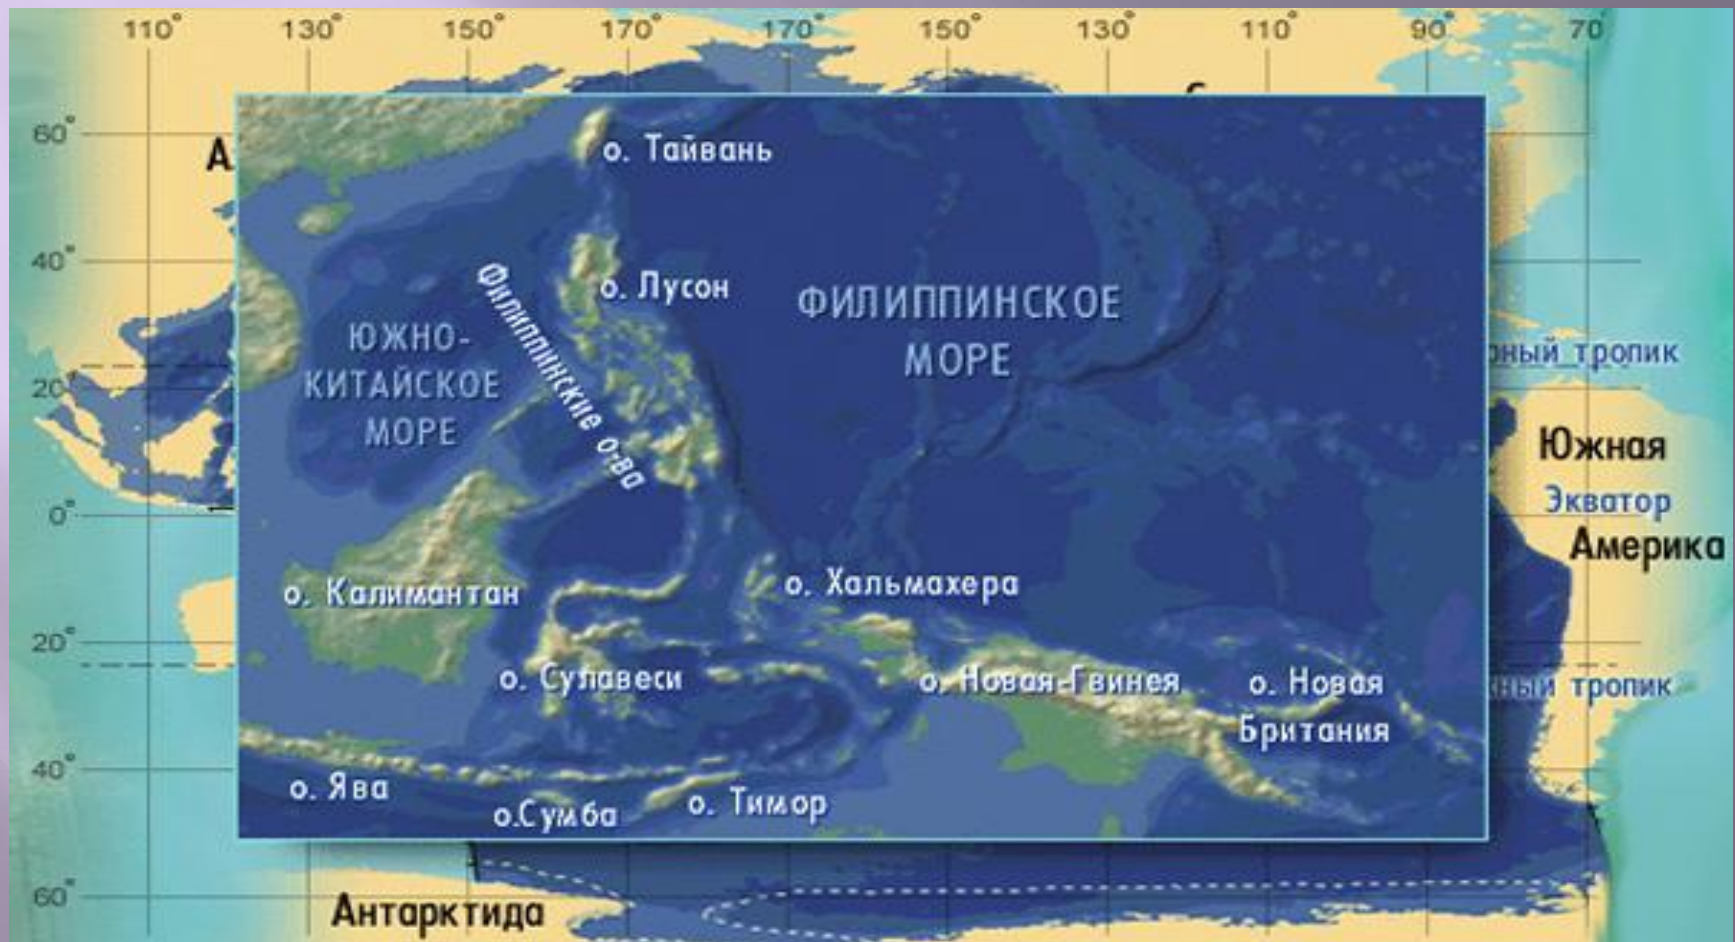 110° 130° 150° 170° 170° 150° 130° 110° 90° 70°
60°
40°
20°
0°
20°
40°
60°
А
о. Тайвань
о. Лусон
Филиппинские о-ва
ФИЛИППИНСКОЕ
МОРЕ
ЮЖНО-
КИТАЙСКОЕ
МОРЕ
о. Калимантан
о. Хальмахера
о. Сулавеси
о. Новая-Гвинея
о. Новая
Британия
о. Ява
о.Сумба
о. Тимор
ный тропик
Южная
Экватор
Америка
ный тропик
Антарктида